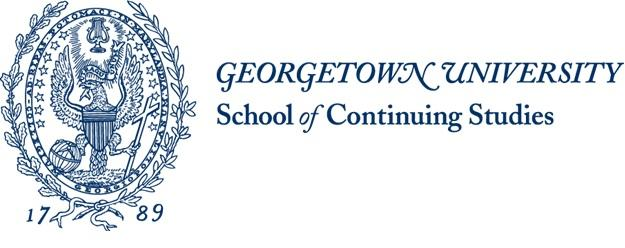 GEORGETOWN UNIVERSITY
School of Continuing Studies
17 89